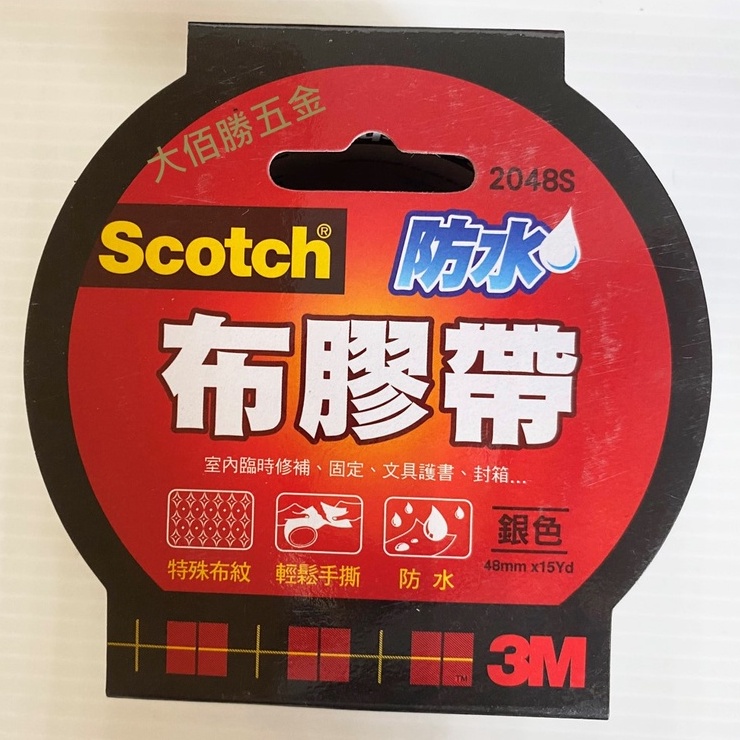 大佰勝五金
2048S
Scotch®
防水
布膠帶
室內臨時修補、固定、文具護書、封箱...
特殊布紋
輕鬆手撕
防水
銀色
48mm x15Yd
TM
3M